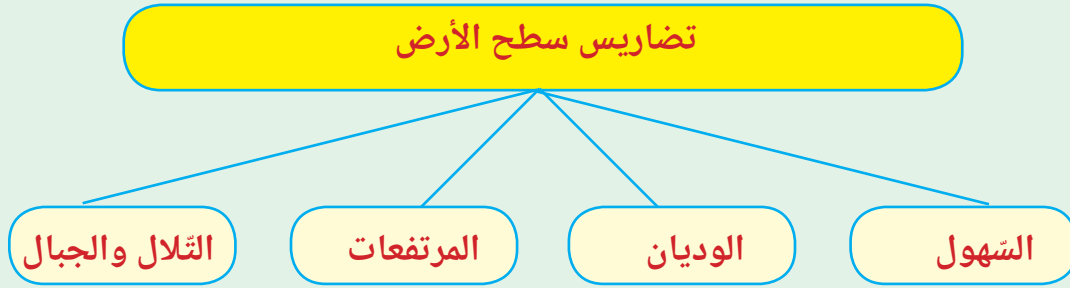 تضاريس سطح الأرض
السّهول
الوديان
المرتفعات
التّلال والجبال